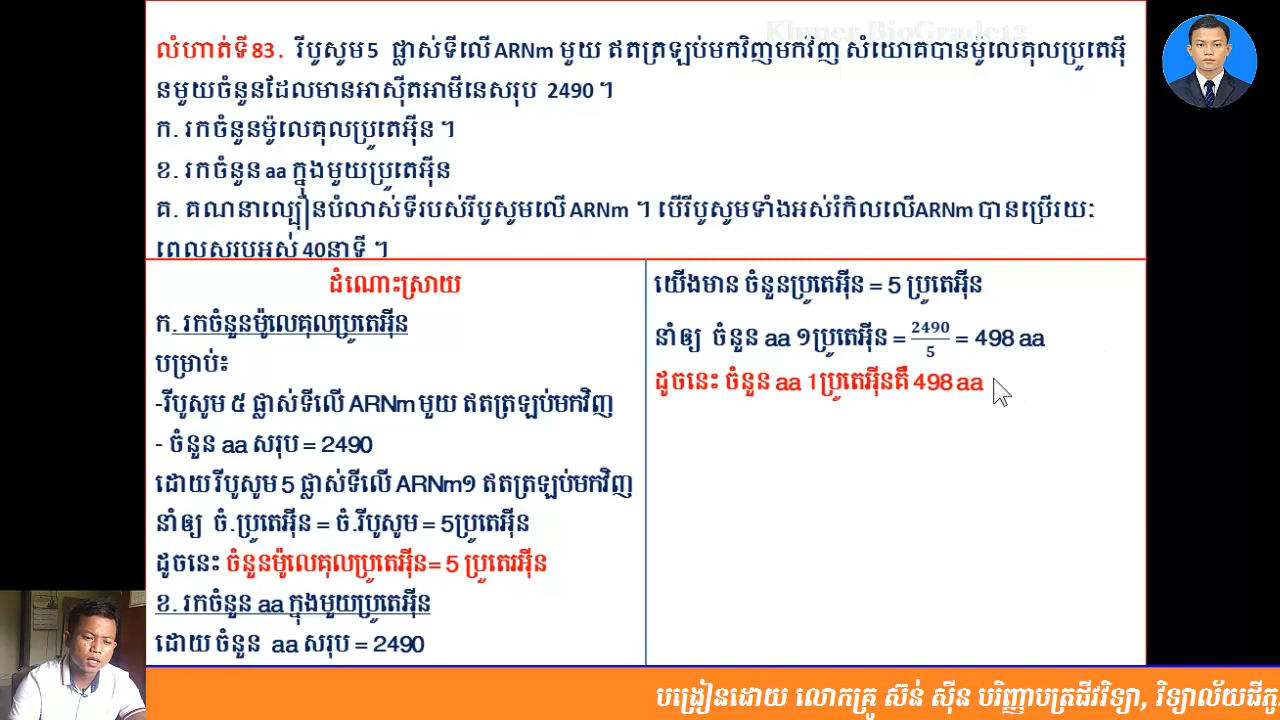 Khmer BioGrade12
លំហាត់ទី83. រីបូសូម5 ផ្លាស់ទីលើ ARNm មួយ ឥតត្រឡប់មកវិញមកវិញ សំយោគបានម៉ូលេគុលប្រូតេអ៊ី
នមួយចំនួនដែលមានអាស៊ីតអាមីនេសរុប 2490 ។
ក. រកចំនួនម៉ូលេគុលប្រូតេអ៊ីន ។
ខ. រកចំនួន aa ក្នុងមួយប្រូតេអ៊ីន
គ. គណនាល្បឿនបំលាស់ទីរបស់រីបូសូមលើ ARNm ។ បើរីបូសូមទាំងអស់រំកិលលើARNm បានប្រើរយៈ
ពេលសរុបអស់ 40នាទី ។
ដំណោះស្រាយ
ក. រកចំនួនម៉ូលេគុលប្រូតេអ៊ីន
បម្រាប់៖
-រីបូសូម ៥ ផ្លាស់ទីលើ ARNm មួយ ឥតត្រឡប់មកវិញ
- ចំនួន aa សរុប = 2490
ដោយ រីបូសូម 5 ផ្លាស់ទីលើ ARNm១ ឥតត្រឡប់មកវិញ
នាំឲ្យ ចំ.ប្រូតេអ៊ីន = ចំ.រីបូសូម = 5ប្រូតេអ៊ីន
ដូចនេះ ចំនួនម៉ូលេគុលប្រូតេអ៊ីន= 5 ប្រូតេរអ៊ីន
ខ. រកចំនួន aa ក្នុងមួយប្រូតេអ៊ីន
ដោយ ចំនួន aa សរុប = 2490
យើងមាន ចំនួនប្រូតេអ៊ីន = 5 ប្រូតេអ៊ីន
នាំឲ្យ ចំនួន aa ១ប្រូតេអ៊ីន = 2490/5 = 498 aa
ដូចនេះ ចំនួន aa 1ប្រូតេអ៊ីនគឺ 498 aa
បង្រៀនដោយ លោកគ្រូ ស៊ន់ ស៊ីន បរិញ្ញាបត្រជីវវិទ្យា, វិទ្យាល័យជីភូ